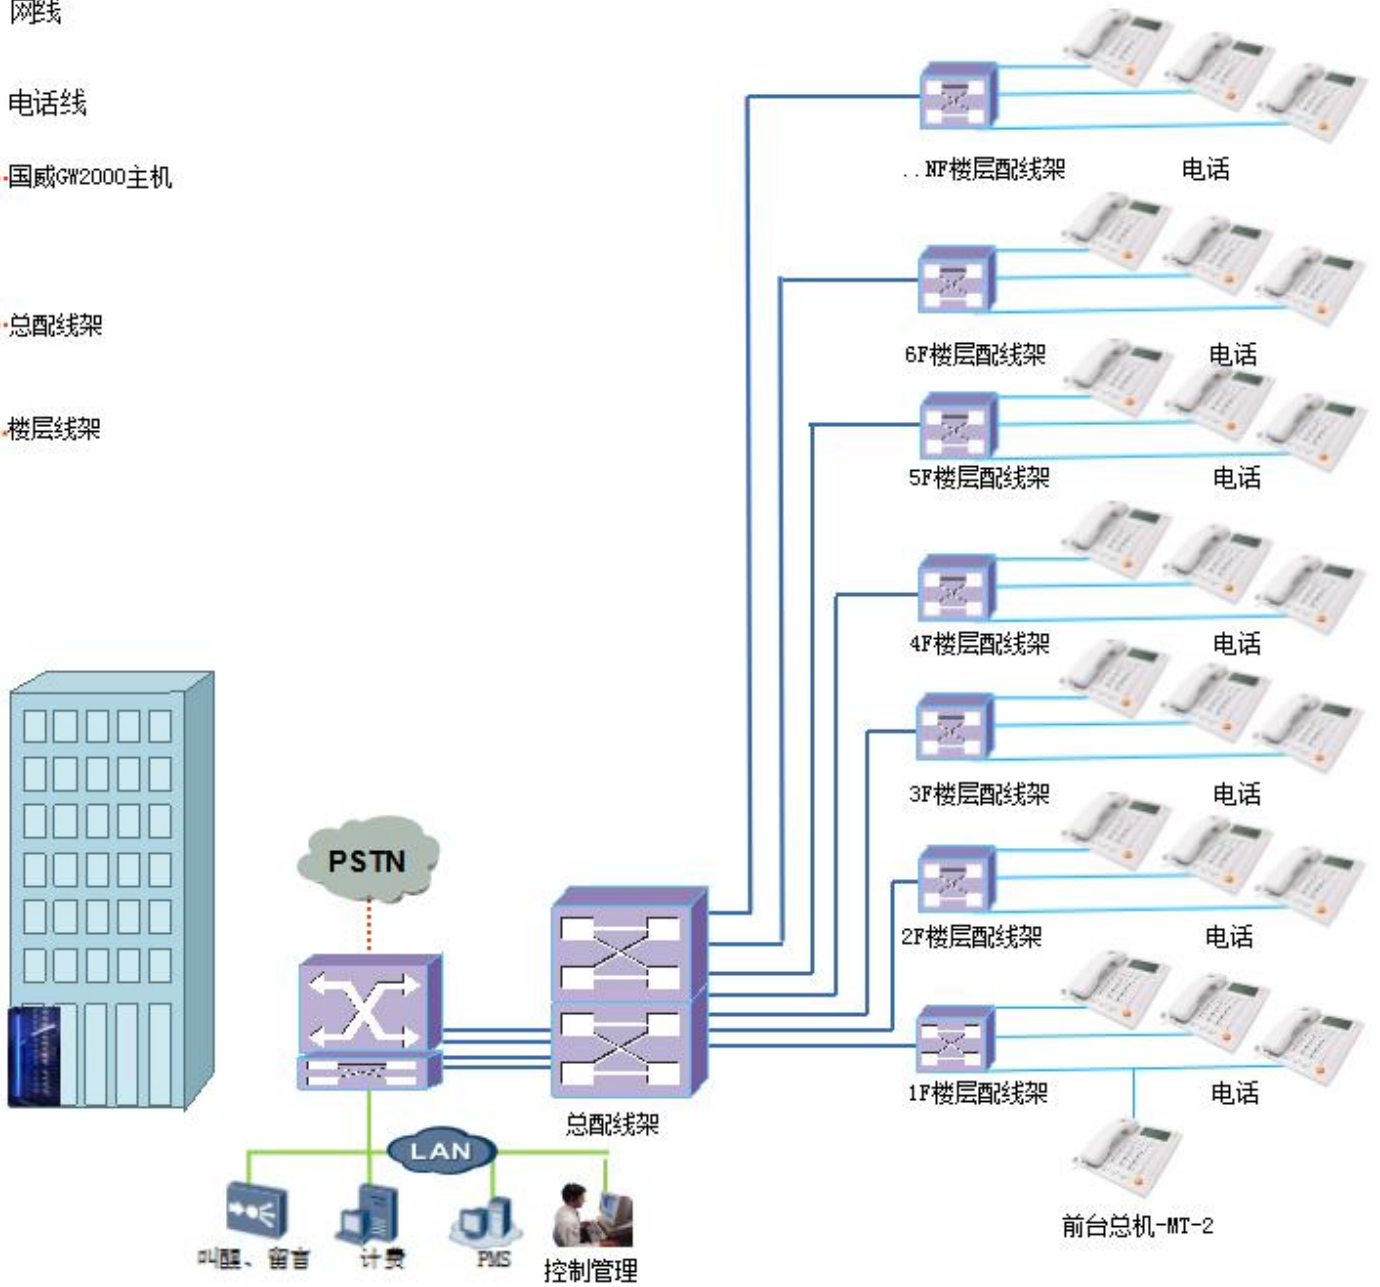 网线
电话线
国威GW2000主机
总配线架
楼层线架
..NF楼层配线架
电话
6F楼层配线架
电话
5F楼层配线架
电话
4F楼层配线架
电话
3F楼层配线架
电话
2F楼层配线架
电话
1F楼层配线架
电话
前台总机-MT-2
PSTN
总配线架
LAN
叫醒、留言
计费
PMS
控制管理